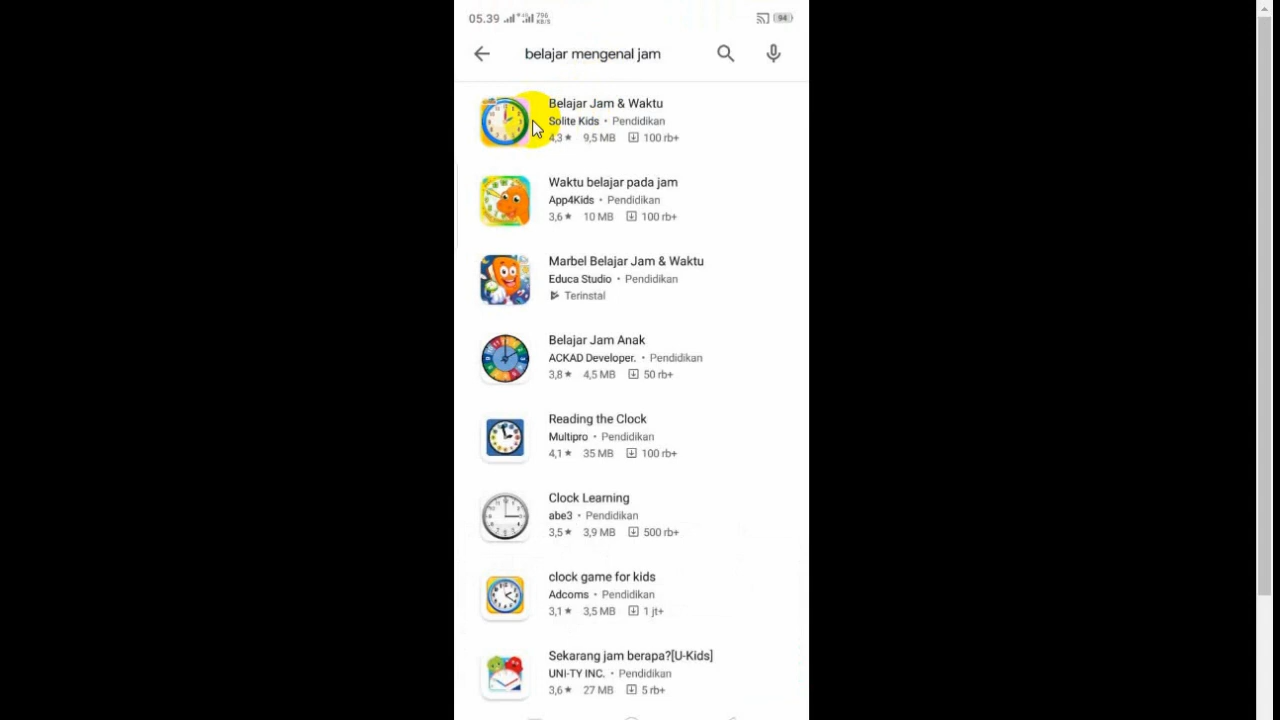 05.39 796 KB/S 94
belajar mengenal jam
Belajar Jam & Waktu
Solite Kids • Pendidikan
4,3★ 9,5 MB 100 rb+
Waktu belajar pada jam
App4Kids • Pendidikan
3,6★ 10 MB 100 rb+
Marbel Belajar Jam & Waktu
Educa Studio • Pendidikan
Terinstal
Belajar Jam Anak
ACKAD Developer. • Pendidikan
3,8★ 4,5 MB 50 rb+
Reading the Clock
Multipro • Pendidikan
4,1★ 35 MB 100 rb+
Clock Learning
abe3 • Pendidikan
3,5★ 3,9 MB 500 rb+
clock game for kids
Adcoms • Pendidikan
3,1★ 3,5 MB 1 jt+
Sekarang jam berapa?[U-Kids]
UNI-TY INC. • Pendidikan
3,6★ 27 MB 5 rb+